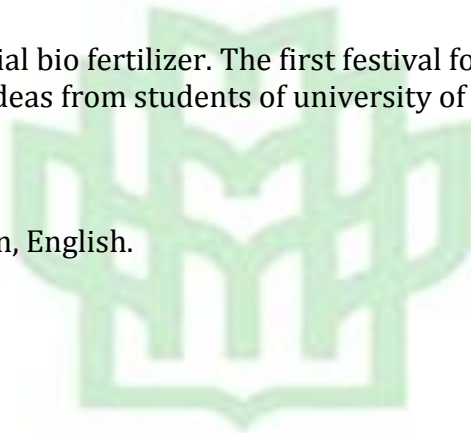 ial bio fertilizer. The first festival fo
deas from students of university of
n, English.